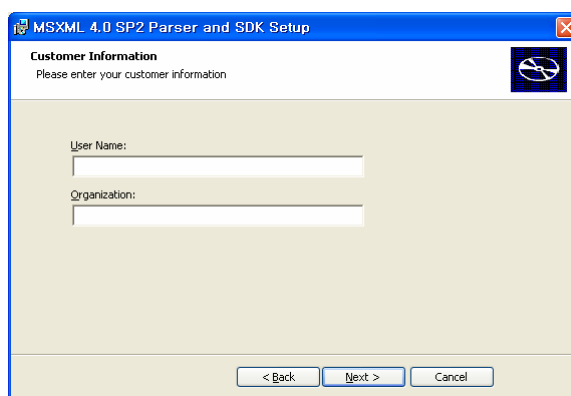 MSXML 4.0 SP2 Parser and SDK Setup
Customer Information
Please enter your customer information
User Name:
Organization:
< Back Next > Cancel